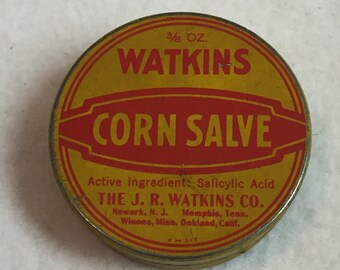 3/8 OZ.
WATKINS
CORN SALVE
Active Ingredient: Salicylic Acid
THE J. R. WATKINS CO.
Newark, N. J. Memphis, Tenn.
Winona, Minn. Oakland, Calif.